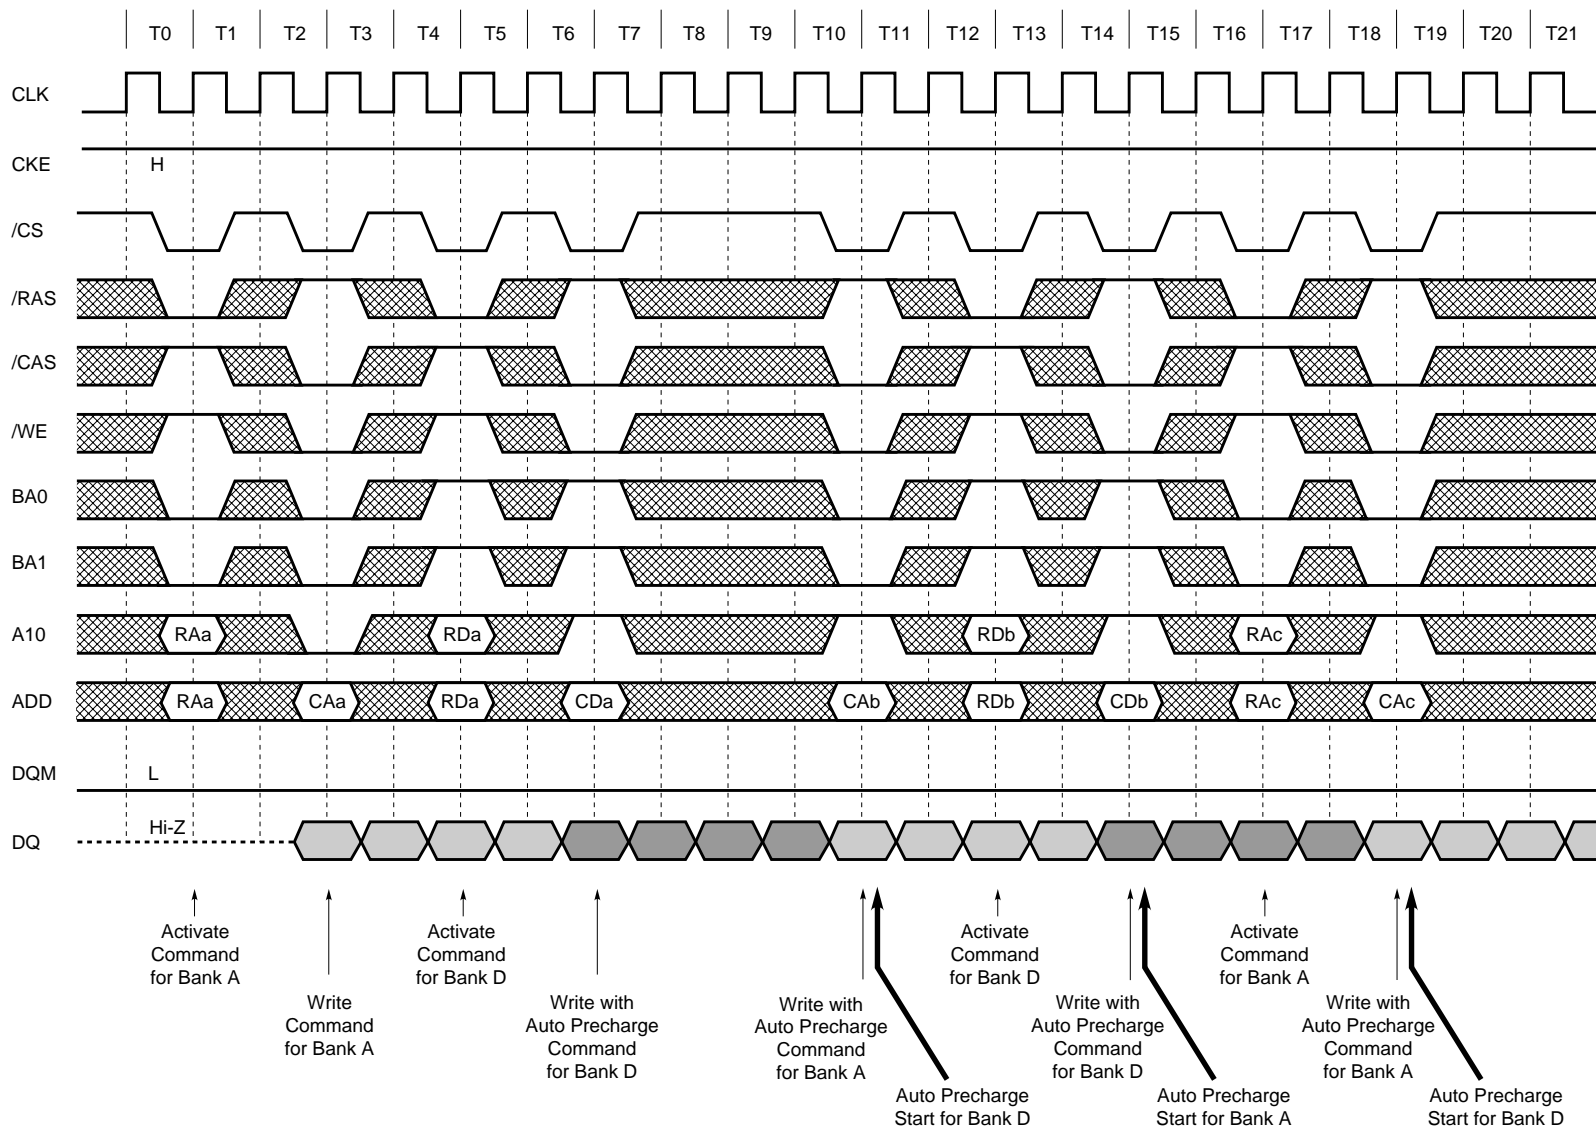 T0 T1 T2 T3 T4 T5 T6 T7 T8 T9 T10 T11 T12 T13 T14 T15 T16 T17 T18 T19 T20 T21
CLK
CKE H
/CS
/RAS
/CAS
/WE
BA0
BA1
A10 RAa RDa RDb RAc
ADD RAa CAa RDa CDa CAb RDb CDb RAc CAc
DQM L
DQ Hi-Z
Activate
Command
for Bank A
Write
Command
for Bank A
Activate
Command
for Bank D
Write with
Auto Precharge
Command
for Bank D
Write with
Auto Precharge
Command
for Bank A
Auto Precharge
Start for Bank D
Activate
Command
for Bank D
Write with
Auto Precharge
Command
for Bank D
Auto Precharge
Start for Bank A
Activate
Command
for Bank A
Write with
Auto Precharge
Command
for Bank A
Auto Precharge
Start for Bank D